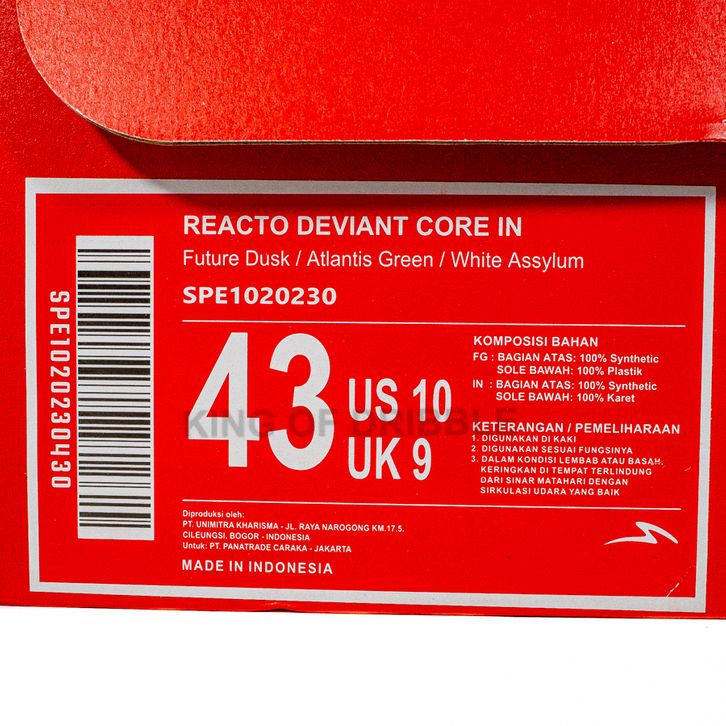 REACTO DEVIANT CORE IN
Future Dusk / Atlantis Green / White Assylum
SPE1020230
SPE1020230430
43
US 10
UK 9
KING OF DRIBBLE
KOMPOSISI BAHAN
FG : BAGIAN ATAS: 100% Synthetic
SOLE BAWAH: 100% Plastik
IN : BAGIAN ATAS: 100% Synthetic
SOLE BAWAH: 100% Karet
KETERANGAN / PEMELIHARAAN
1. DIGUNAKAN DI KAKI
2. DIGUNAKAN SESUAI FUNGSINYA
3. DALAM KONDISI LEMBAB ATAU BASAH,
KERINGKAN DI TEMPAT TERLINDUNG
DARI SINAR MATAHARI DENGAN
SIRKULASI UDARA YANG BAIK
Diproduksi oleh:
PT. UNIMITRA KHARISMA - JL. RAYA NAROGONG KM.17.5.
CILEUNGSI, BOGOR - INDONESIA
Untuk: PT. PANATRADE CARAKA - JAKARTA
MADE IN INDONESIA